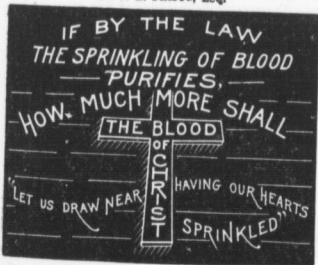 IF BY THE LAW
THE SPRINKLING OF BLOOD
PURIFIES,
HOW MUCH MORE SHALL
THE BLOOD
OF
CHRIST
"LET US DRAW NEAR
HAVING OUR HEARTS
SPRINKLED"